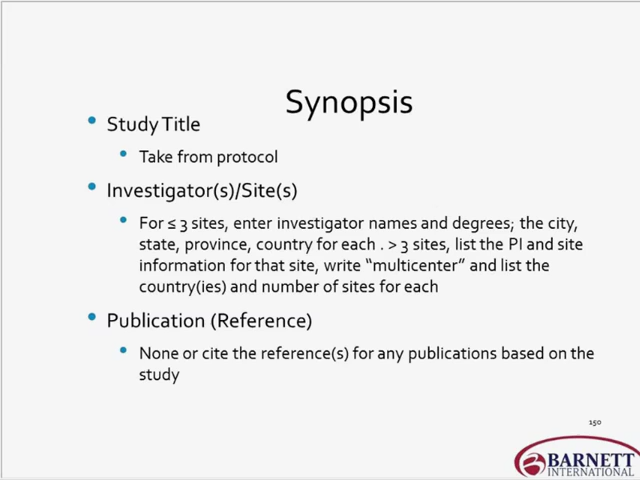 Synopsis
• Study Title
• Take from protocol
• Investigator(s)/Site(s)
• For ≤ 3 sites, enter investigator names and degrees; the city,
state, province, country for each . > 3 sites, list the PI and site
information for that site, write “multicenter” and list the
country(ies) and number of sites for each
• Publication (Reference)
• None or cite the reference(s) for any publications based on the
study
150
BARNETT
INTERNATIONAL